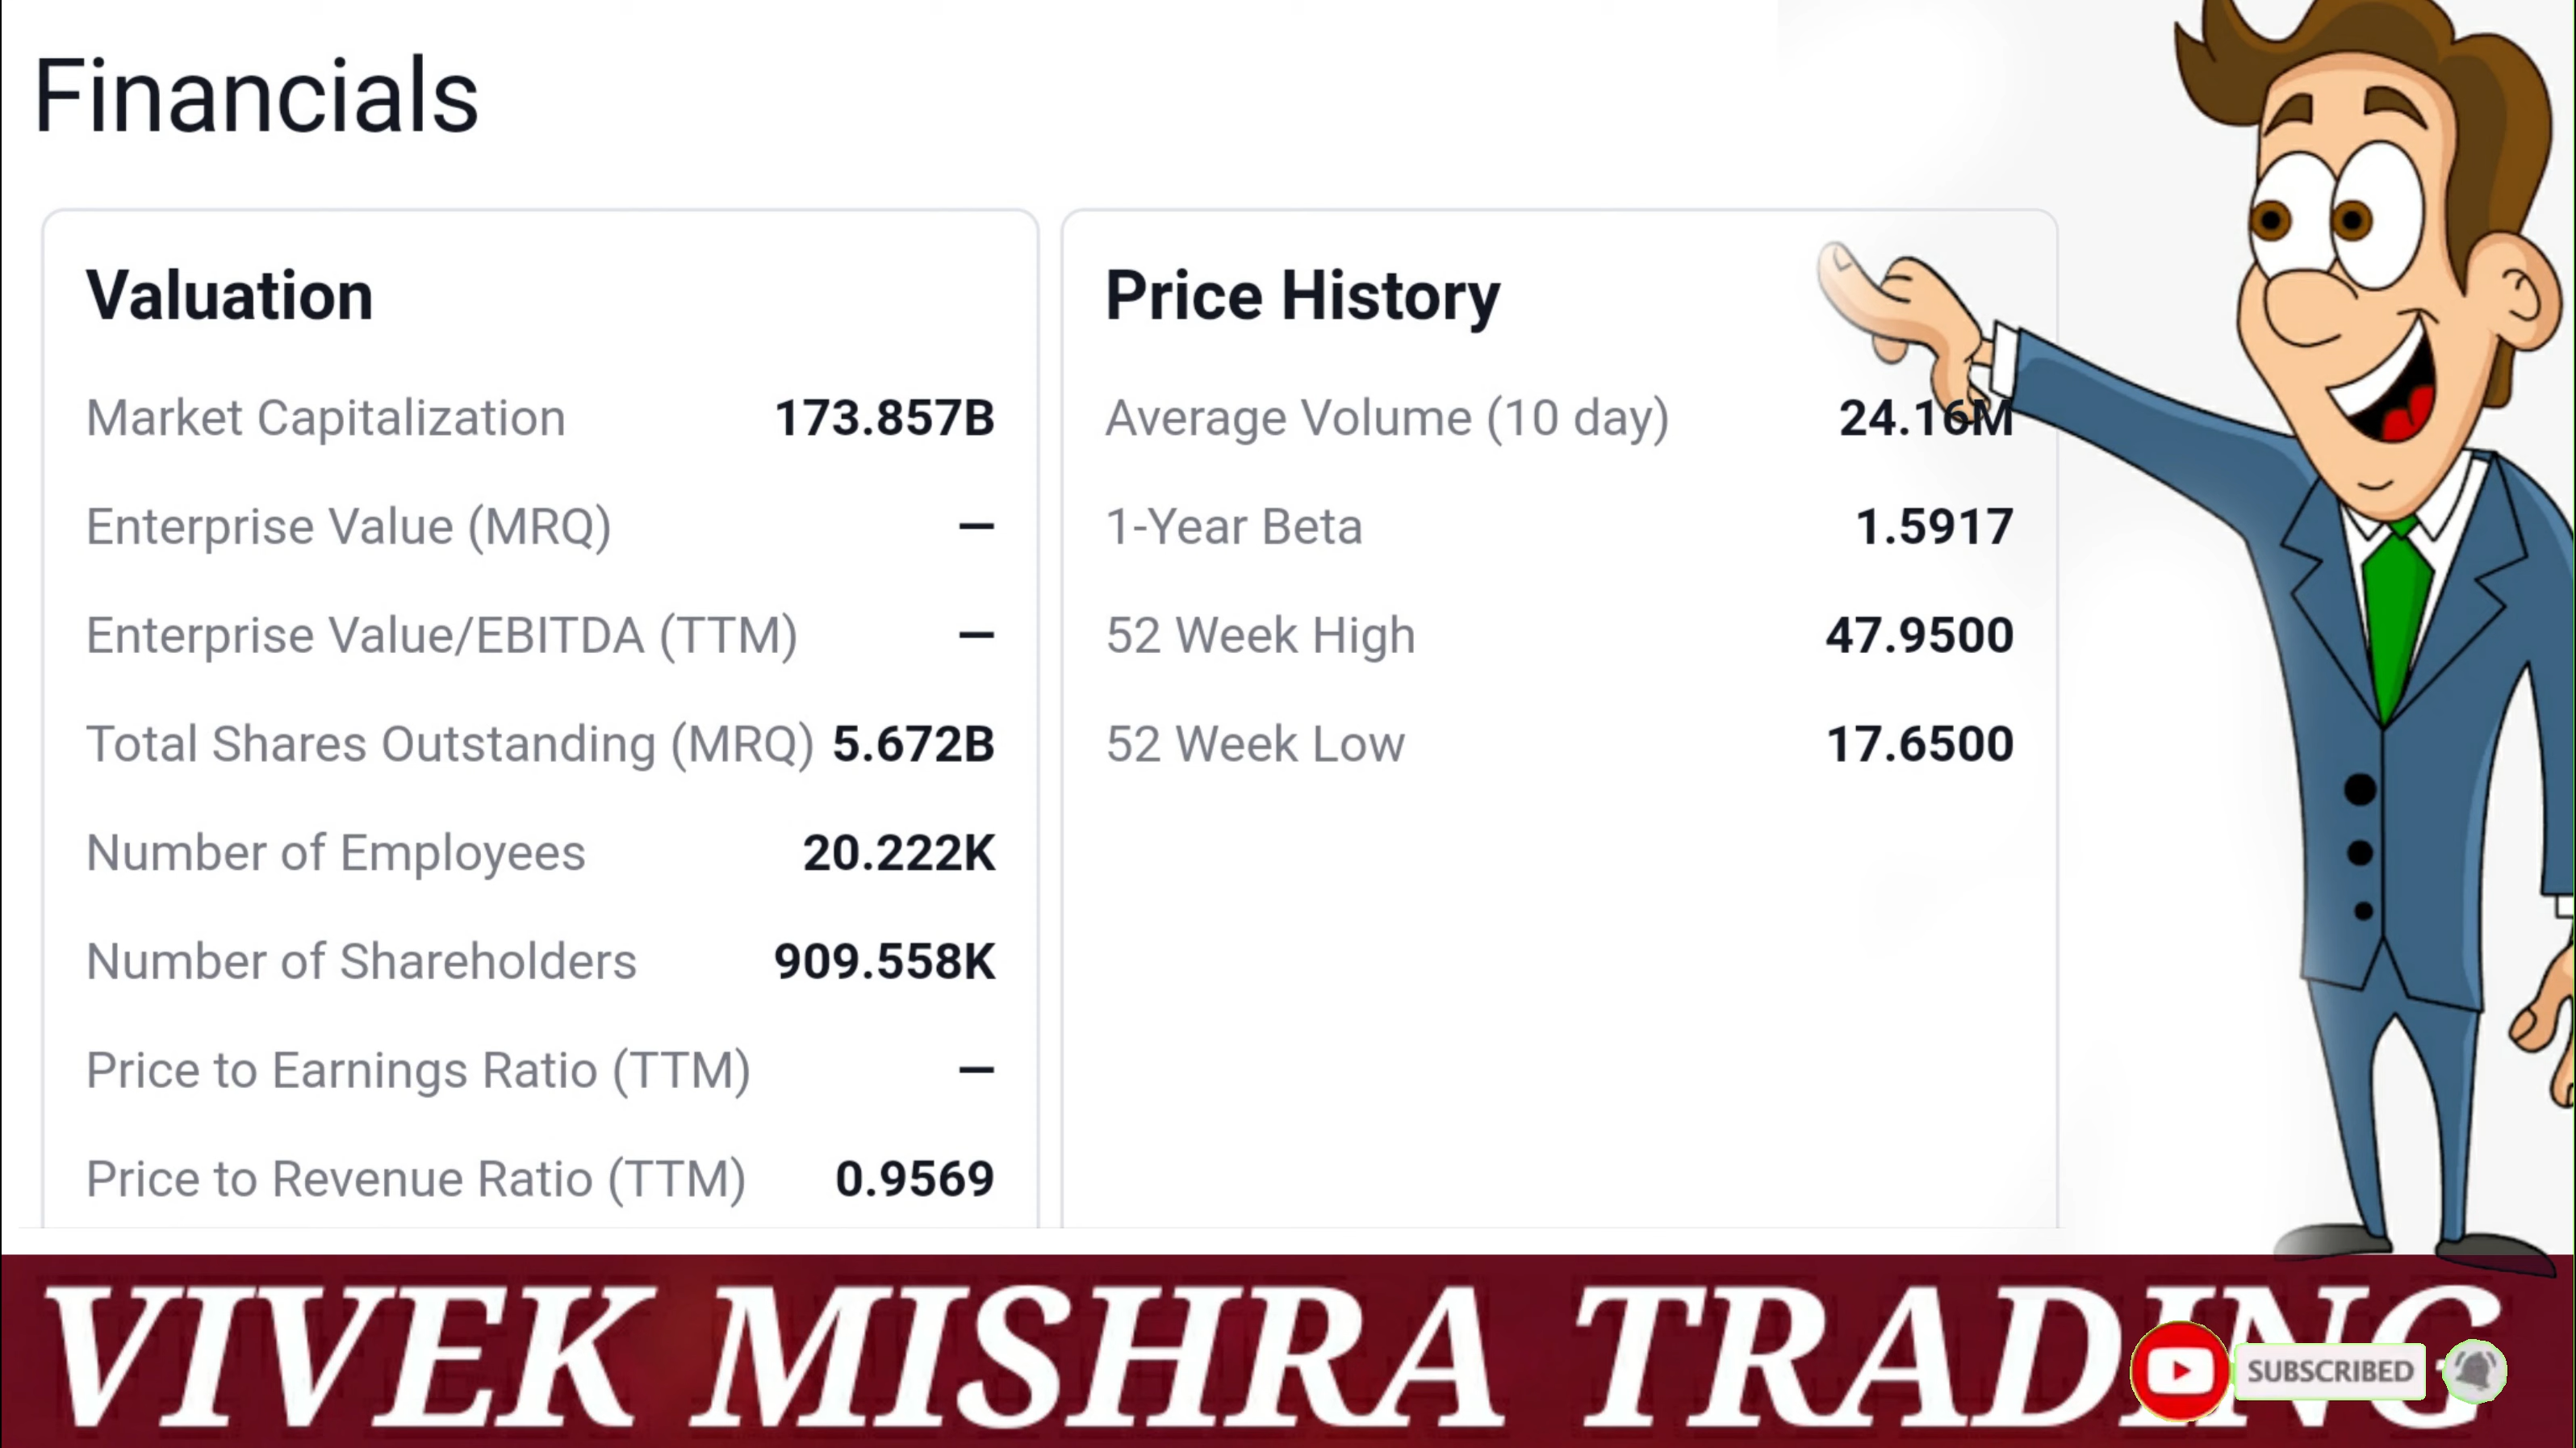 Financials
Valuation
Market Capitalization 173.857B
Enterprise Value (MRQ) —
Enterprise Value/EBITDA (TTM) —
Total Shares Outstanding (MRQ) 5.672B
Number of Employees 20.222K
Number of Shareholders 909.558K
Price to Earnings Ratio (TTM) —
Price to Revenue Ratio (TTM) 0.9569
Price History
Average Volume (10 day) 24.16M
1-Year Beta 1.5917
52 Week High 47.9500
52 Week Low 17.6500
VIVEK MISHRA TRADING
SUBSCRIBED